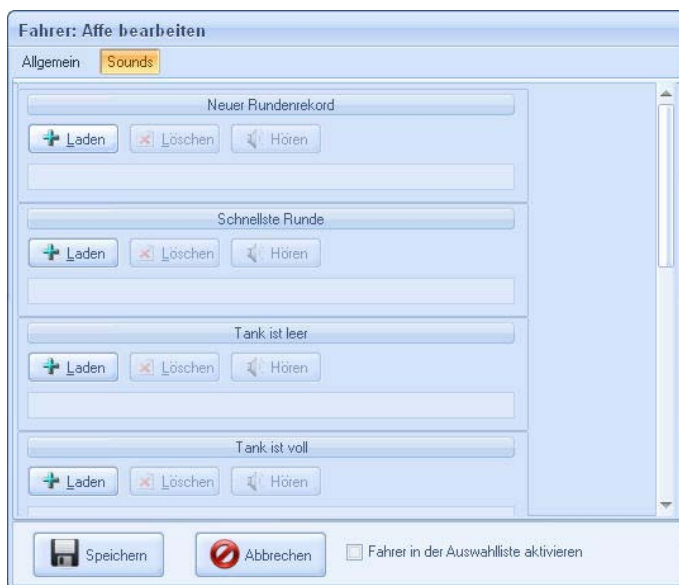 Fahrer: Affe bearbeiten
Allgemein Sounds
Neuer Rundenrekord
Laden Löschen Hören
Schnellste Runde
Laden Löschen Hören
Tank ist leer
Laden Löschen Hören
Tank ist voll
Laden Löschen Hören
Speichern Abbrechen Fahrer in der Auswahlliste aktivieren